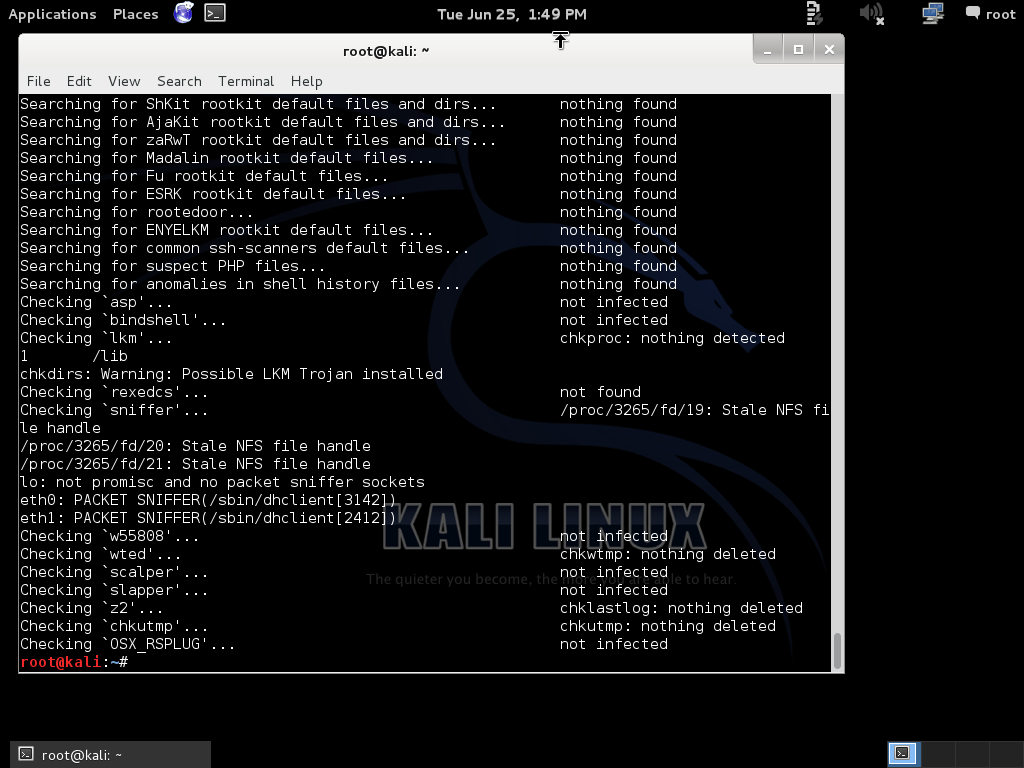 Applications Places Tue Jun 25, 1:49 PM root
root@kali: ~
File Edit View Search Terminal Help
Searching for ShKit rootkit default files and dirs... nothing found
Searching for AjaKit rootkit default files and dirs... nothing found
Searching for zaRwT rootkit default files and dirs... nothing found
Searching for Madalin rootkit default files... nothing found
Searching for Fu rootkit default files... nothing found
Searching for ESRK rootkit default files... nothing found
Searching for rootedoor... nothing found
Searching for ENYELKM rootkit default files... nothing found
Searching for common ssh-scanners default files... nothing found
Searching for suspect PHP files... nothing found
Searching for anomalies in shell history files... nothing found
Checking `asp'... not infected
Checking `bindshell'... not infected
Checking `lkm'... chkproc: nothing detected
1 /lib
chkdirs: Warning: Possible LKM Trojan installed
Checking `rexedcs'... not found
Checking `sniffer'... /proc/3265/fd/19: Stale NFS fi
le handle
/proc/3265/fd/20: Stale NFS file handle
/proc/3265/fd/21: Stale NFS file handle
lo: not promisc and no packet sniffer sockets
eth0: PACKET SNIFFER(/sbin/dhclient[3142])
eth1: PACKET SNIFFER(/sbin/dhclient[2412])
Checking `w55808'... not infected
Checking `wted'... chkwtmp: nothing deleted
Checking `scalper'... not infected
Checking `slapper'... not infected
Checking `z2'... chklastlog: nothing deleted
Checking `chkutmp'... chkutmp: nothing deleted
Checking `OSX_RSPLUG'... not infected
root@kali:~#
KALI LINUX
The quieter you become, the more you are able to hear.
root@kali: ~